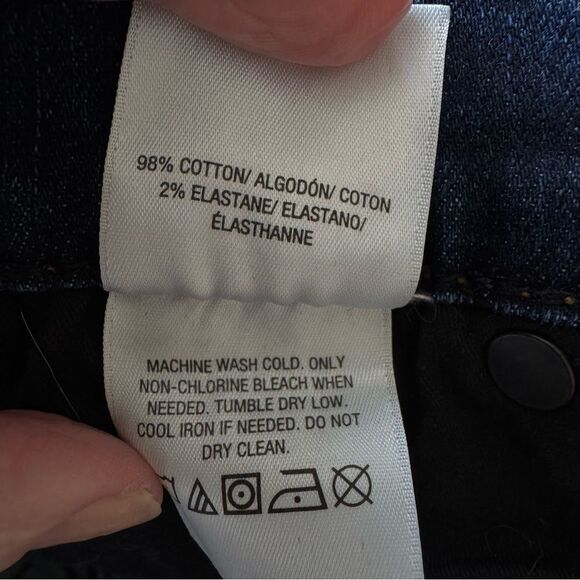 98% COTTON/ ALGODÓN/ COTON
2% ELASTANE/ ELASTANO/
ÉLASTHANNE
MACHINE WASH COLD. ONLY
NON-CHLORINE BLEACH WHEN
NEEDED. TUMBLE DRY LOW.
COOL IRON IF NEEDED. DO NOT
DRY CLEAN.